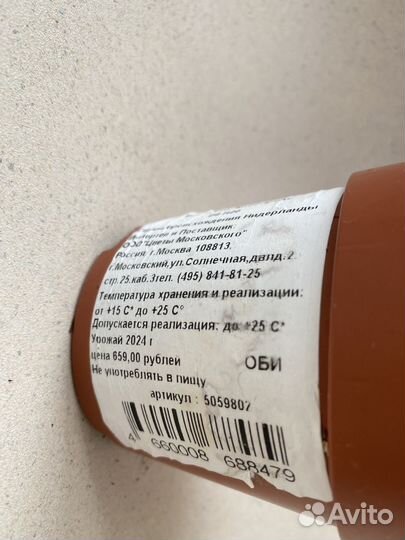 происхождения Нидерланды
Импортер и Поставщик
ООО "Цветы Московского"
Россия, г.Москва 108813,
г.Московский,ул.Солнечная,двлд.2
стр.25.каб.3тел. (495) 841-81-25
Температура хранения и реализации:
от +15 С* до +25 С°
Допускается реализация: до +25 С*
Урожай 2024 г
цена 659,00 рублей ОБИ
Не употреблять в пищу
артикул : 5059802
4 660008 688479
Avito